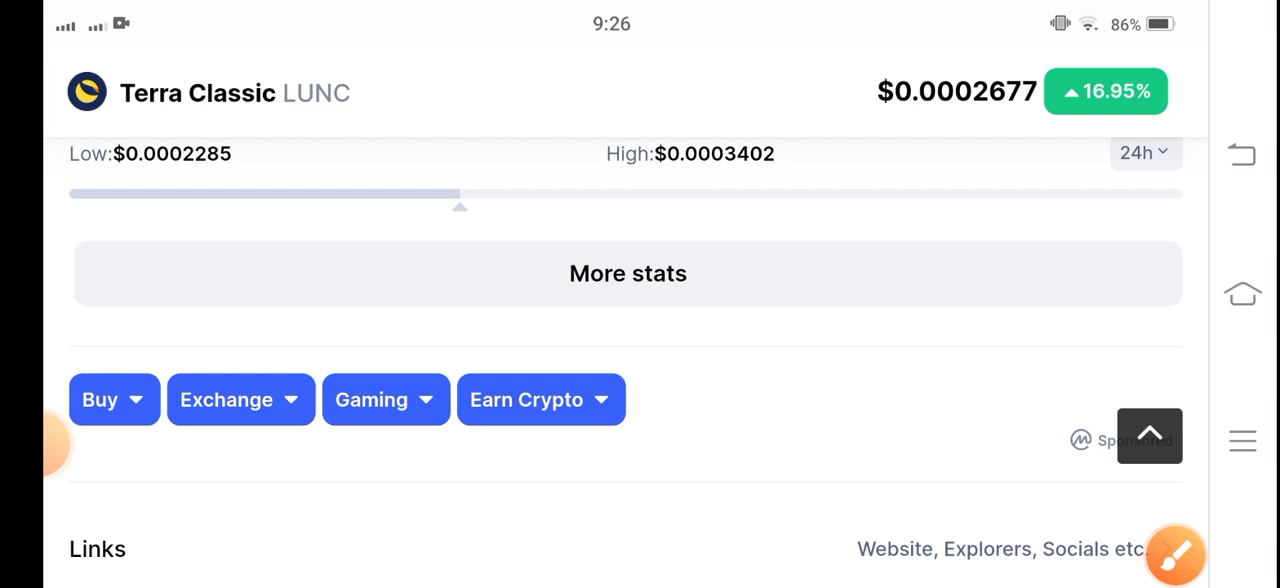 9:26
86%
Terra Classic LUNC
$0.0002677
16.95%
Low:$0.0002285
High:$0.0003402
24h
More stats
Buy
Exchange
Gaming
Earn Crypto
Sponsored
Links
Website, Explorers, Socials etc.